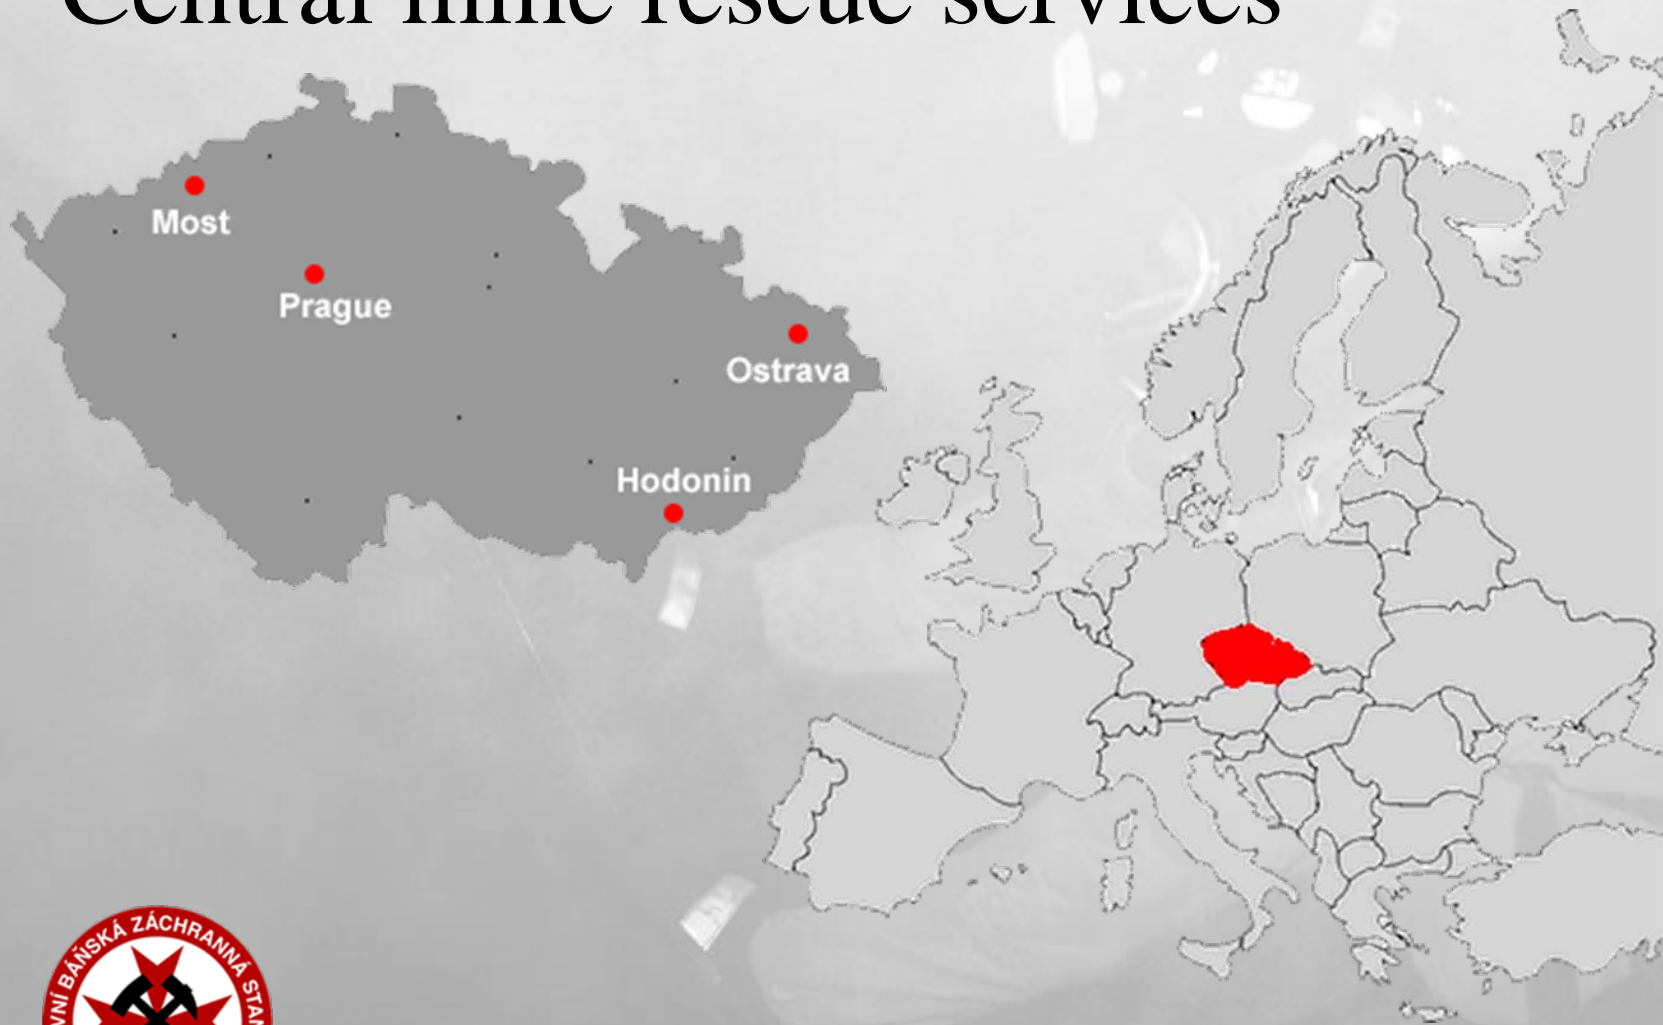 Central mine rescue services
Most
Prague
Ostrava
Hodonin
BÁŇSKÁ ZÁCHRANNÁ